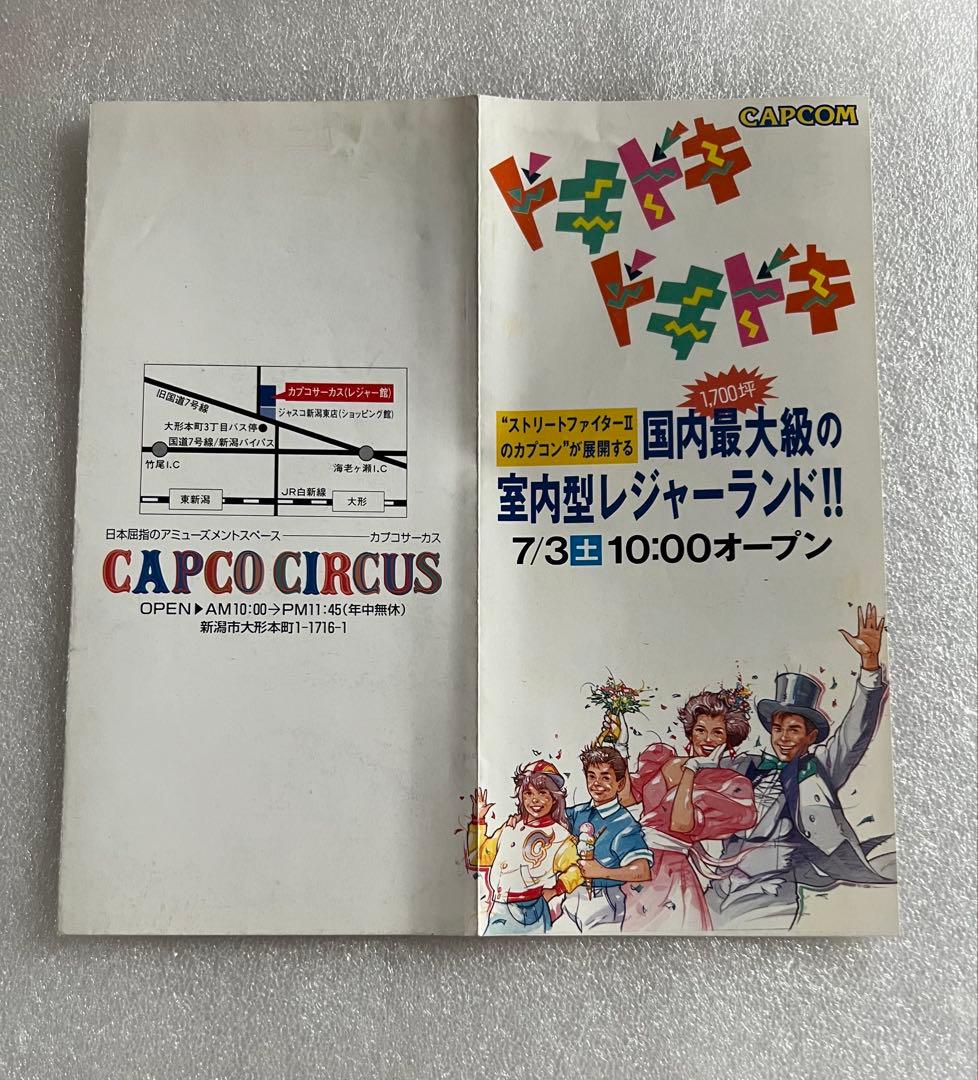 CAPCOM
ドキドキ
ドキドキ
1,700坪
“ストリートファイターII
のカプコン”が展開する
国内最大級の
室内型レジャーランド!!
7/3土10:00オープン
旧国道7号線
カプコサーカス(レジャー館)
ジャスコ新潟東店(ショッピング館)
大形本町3丁目バス停●
国道7号線/新潟バイパス
竹尾I.C
海老ヶ瀬I.C
JR白新線
東新潟
大形
日本屈指のアミューズメントスペース――カプコサーカス
CAPCO CIRCUS
OPEN▶AM10:00→PM11:45(年中無休)
新潟市大形本町1-1716-1